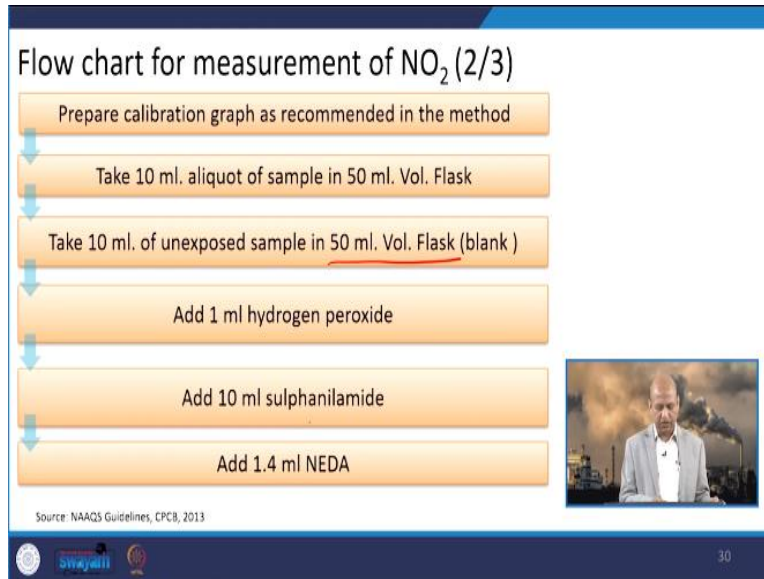 Flow chart for measurement of NO2 (2/3)
Prepare calibration graph as recommended in the method
Take 10 ml. aliquot of sample in 50 ml. Vol. Flask
Take 10 ml. of unexposed sample in 50 ml. Vol. Flask (blank )
Add 1 ml hydrogen peroxide
Add 10 ml sulphanilamide
Add 1.4 ml NEDA
Source: NAAQS Guidelines, CPCB, 2013
swayam
30